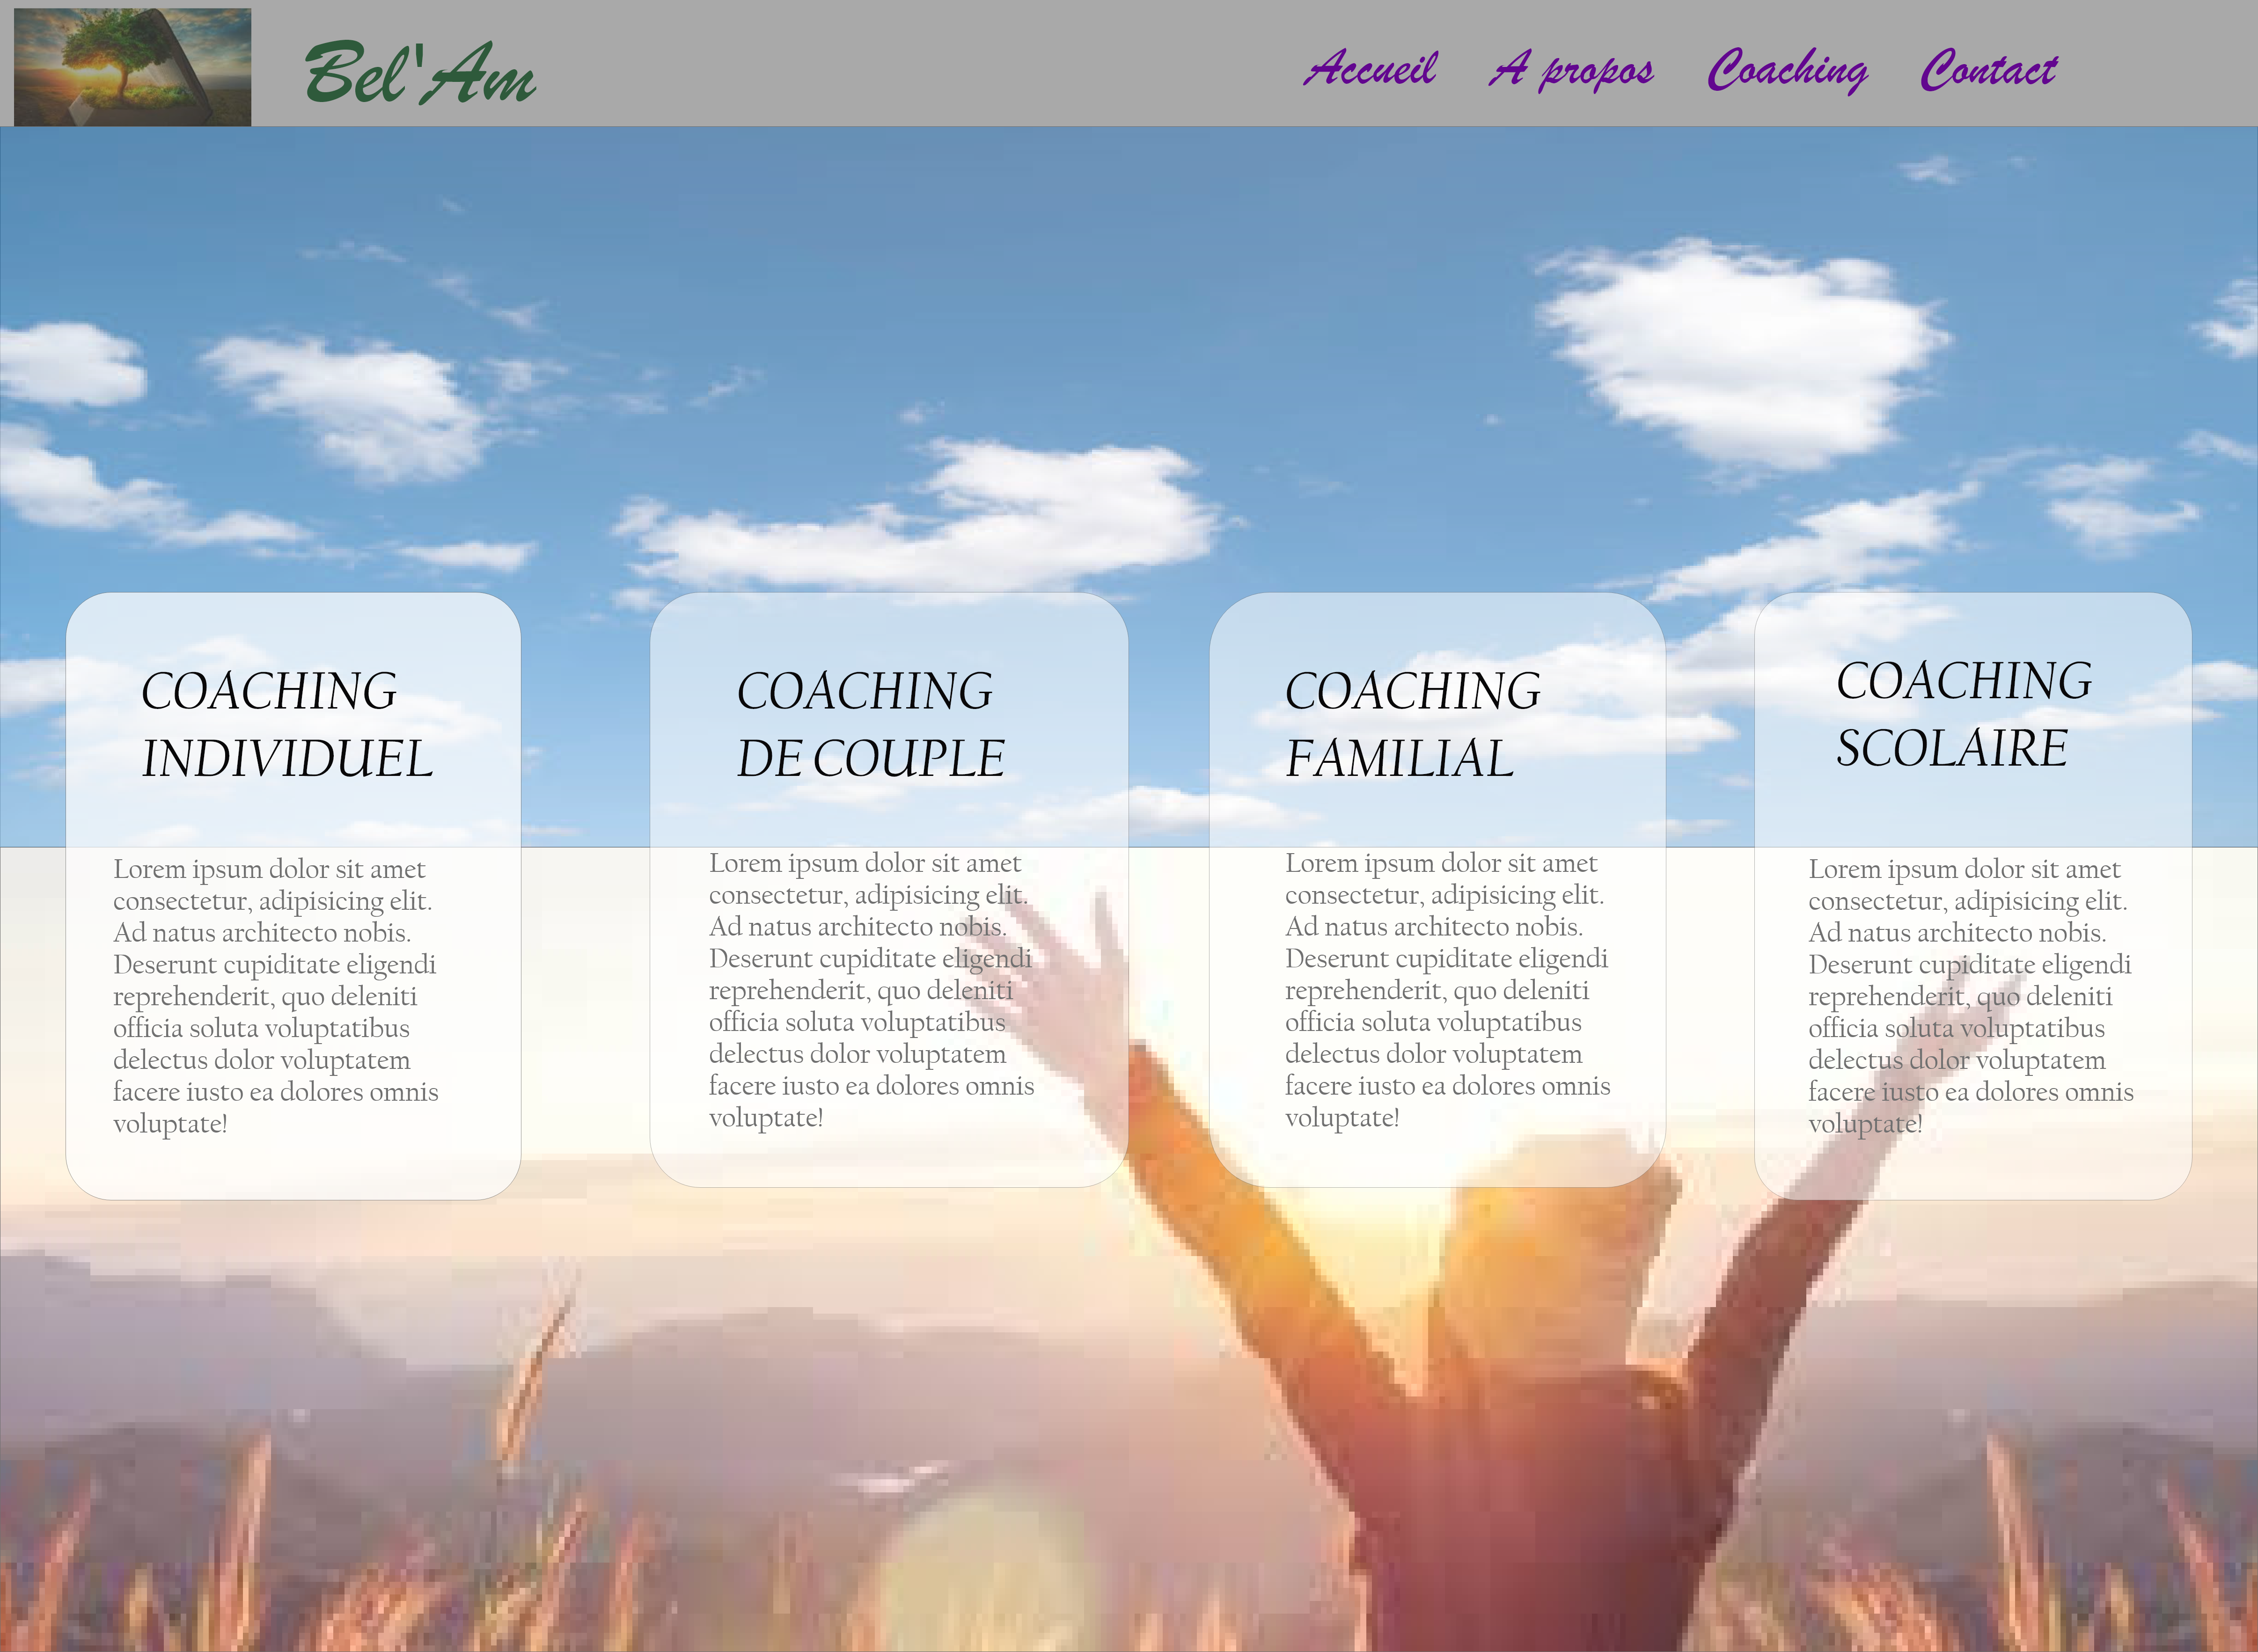 Bel'Am
Accueil A propos Coaching Contact
COACHING
INDIVIDUEL
Lorem ipsum dolor sit amet
consectetur, adipisicing elit.
Ad natus architecto nobis.
Deserunt cupiditate eligendi
reprehenderit, quo deleniti
officia soluta voluptatibus
delectus dolor voluptatem
facere iusto ea dolores omnis
voluptate!
COACHING
DE COUPLE
Lorem ipsum dolor sit amet
consectetur, adipisicing elit.
Ad natus architecto nobis.
Deserunt cupiditate eligendi
reprehenderit, quo deleniti
officia soluta voluptatibus
delectus dolor voluptatem
facere iusto ea dolores omnis
voluptate!
COACHING
FAMILIAL
Lorem ipsum dolor sit amet
consectetur, adipisicing elit.
Ad natus architecto nobis.
Deserunt cupiditate eligendi
reprehenderit, quo deleniti
officia soluta voluptatibus
delectus dolor voluptatem
facere iusto ea dolores omnis
voluptate!
COACHING
SCOLAIRE
Lorem ipsum dolor sit amet
consectetur, adipisicing elit.
Ad natus architecto nobis.
Deserunt cupiditate eligendi
reprehenderit, quo deleniti
officia soluta voluptatibus
delectus dolor voluptatem
facere iusto ea dolores omnis
voluptate!